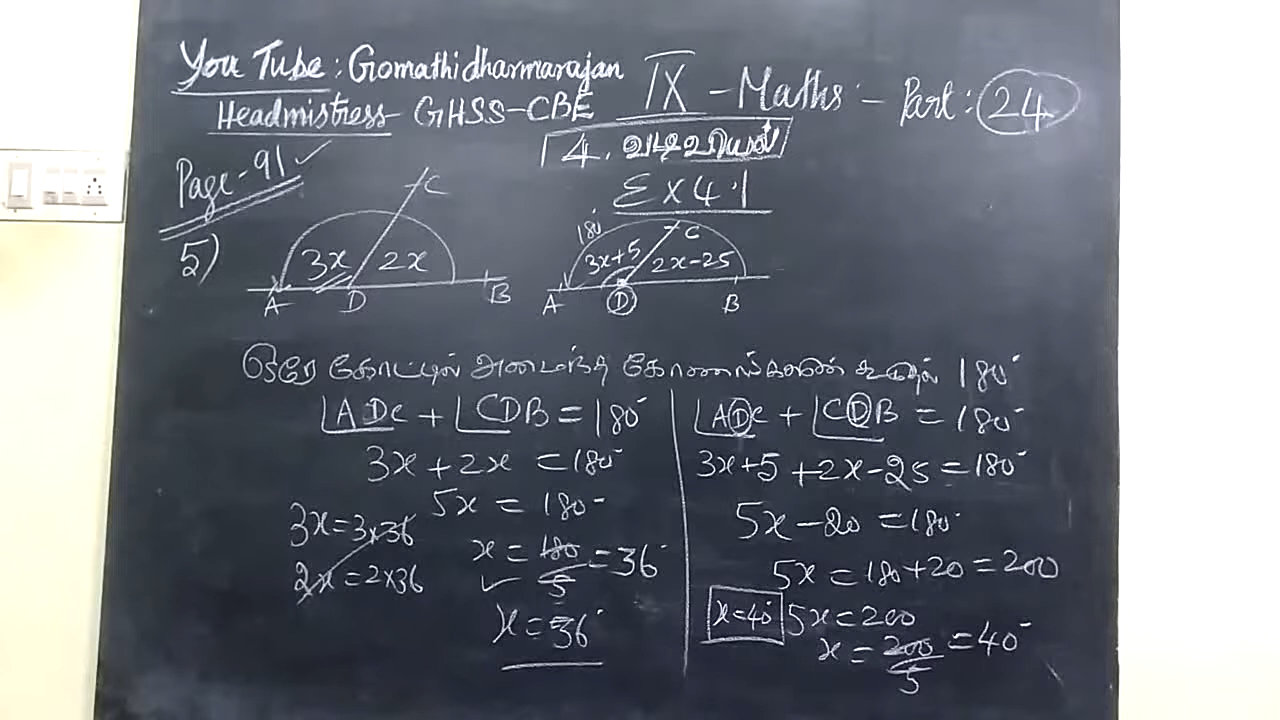 You Tube : Gomathidharmarajan
Headmistress - GHSS-CBE
IX - Maths - Part : 24
4. வடிவியல்
Page - 91 ✓
Ex 4.1
5)
C
3x 2x
A D B
180°
C
3x+5 2x-25
A D B
ஒரே கோட்டில் அமைந்த கோணங்களின் கூடுதல் 180°
∠ADC + ∠CDB = 180°
3x + 2x = 180°
5x = 180°
3x = 3×36
2x = 2×36
x = 180/5 = 36°
✓
x = 36°
∠ADC + ∠CDB = 180°
3x+5 + 2x-25 = 180°
5x - 20 = 180°
5x = 180+20 = 200
x=40° 5x = 200
x = 200/5 = 40°